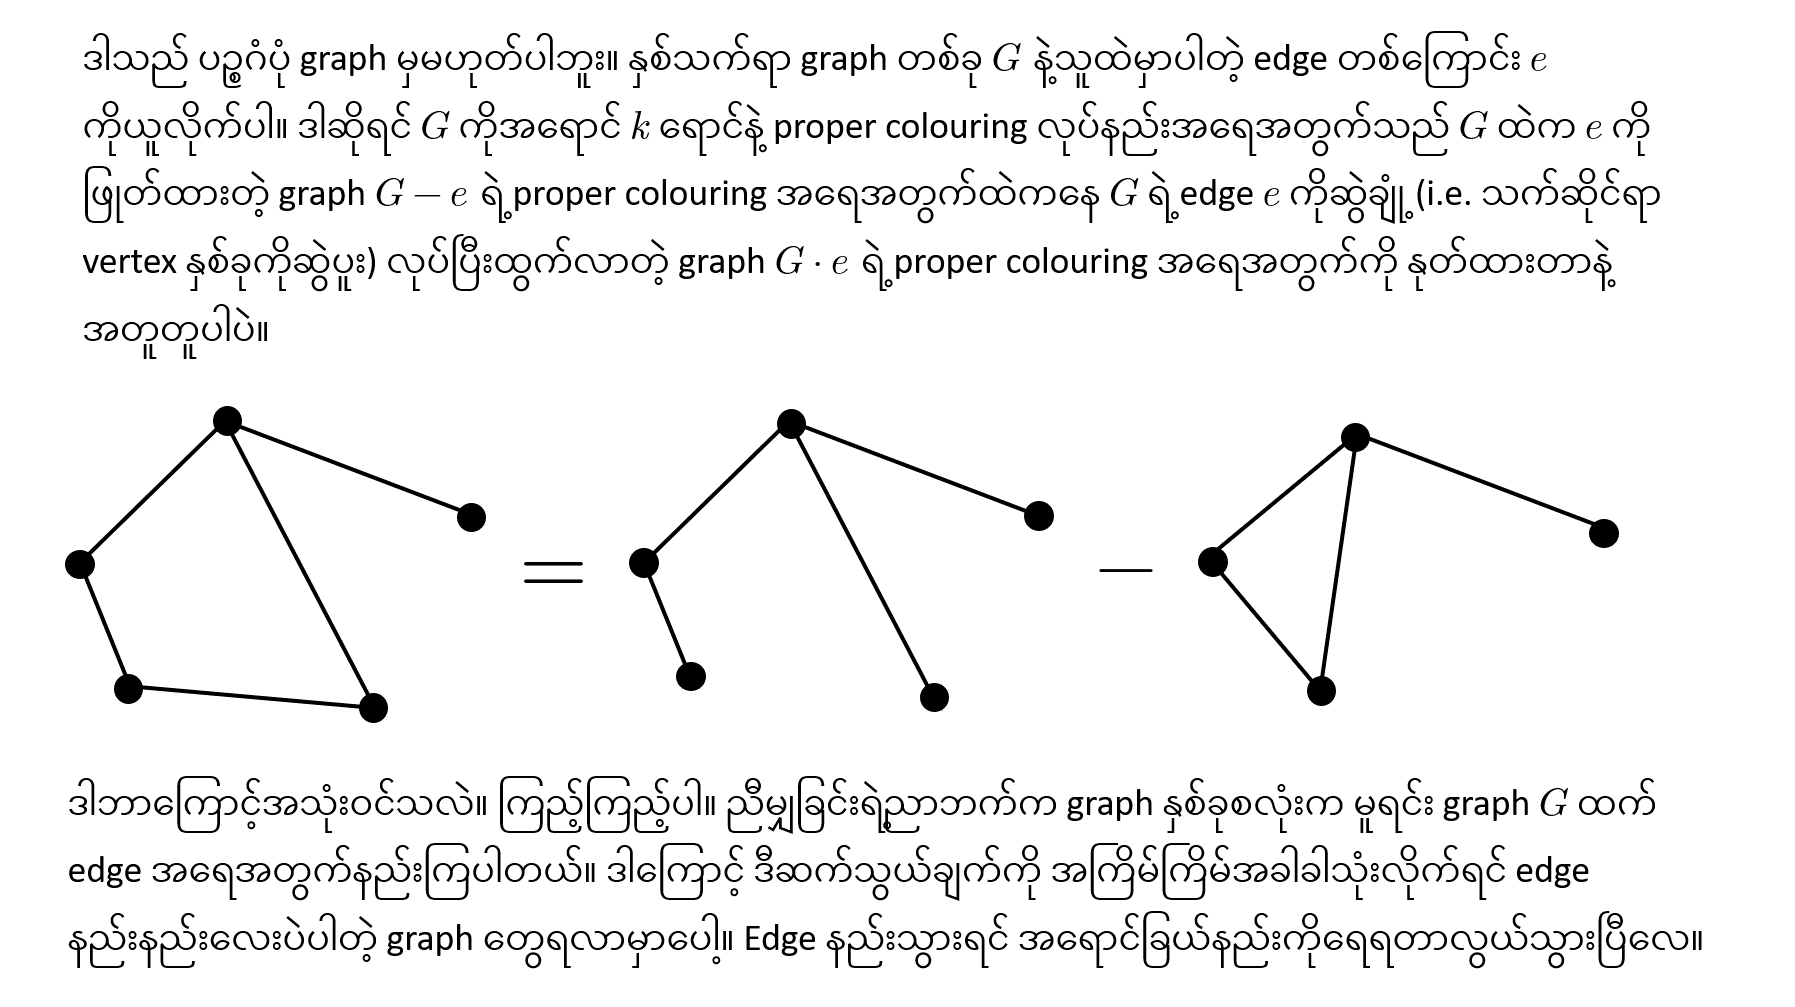 ဒါသည် ပဉ္စဂံပုံ graph မှမဟုတ်ပါဘူး။ နှစ်သက်ရာ graph တစ်ခု G နဲ့သူထဲမှာပါတဲ့ edge တစ်ကြောင်း e
ကိုယူလိုက်ပါ။ ဒါဆိုရင် G ကိုအရောင် k ရောင်နဲ့ proper colouring လုပ်နည်းအရေအတွက်သည် G ထဲက e ကို
ဖြုတ်ထားတဲ့ graph G − e ရဲ့ proper colouring အရေအတွက်ထဲကနေ G ရဲ့ edge e ကိုဆွဲချုံ့ (i.e. သက်ဆိုင်ရာ
vertex နှစ်ခုကိုဆွဲပူး) လုပ်ပြီးထွက်လာတဲ့ graph G · e ရဲ့ proper colouring အရေအတွက်ကို နုတ်ထားတာနဲ့
အတူတူပါပဲ။
=
−
ဒါဘာကြောင့်အသုံးဝင်သလဲ။ ကြည့်ကြည့်ပါ။ ညီမျှခြင်းရဲ့ညာဘက်က graph နှစ်ခုစလုံးက မူရင်း graph G ထက်
edge အရေအတွက်နည်းကြပါတယ်။ ဒါကြောင့် ဒီဆက်သွယ်ချက်ကို အကြိမ်ကြိမ်အခါခါသုံးလိုက်ရင် edge
နည်းနည်းလေးပဲပါတဲ့ graph တွေရလာမှာပေါ့။ Edge နည်းသွားရင် အရောင်ခြယ်နည်းကိုရေရတာလွယ်သွားပြီလေ။